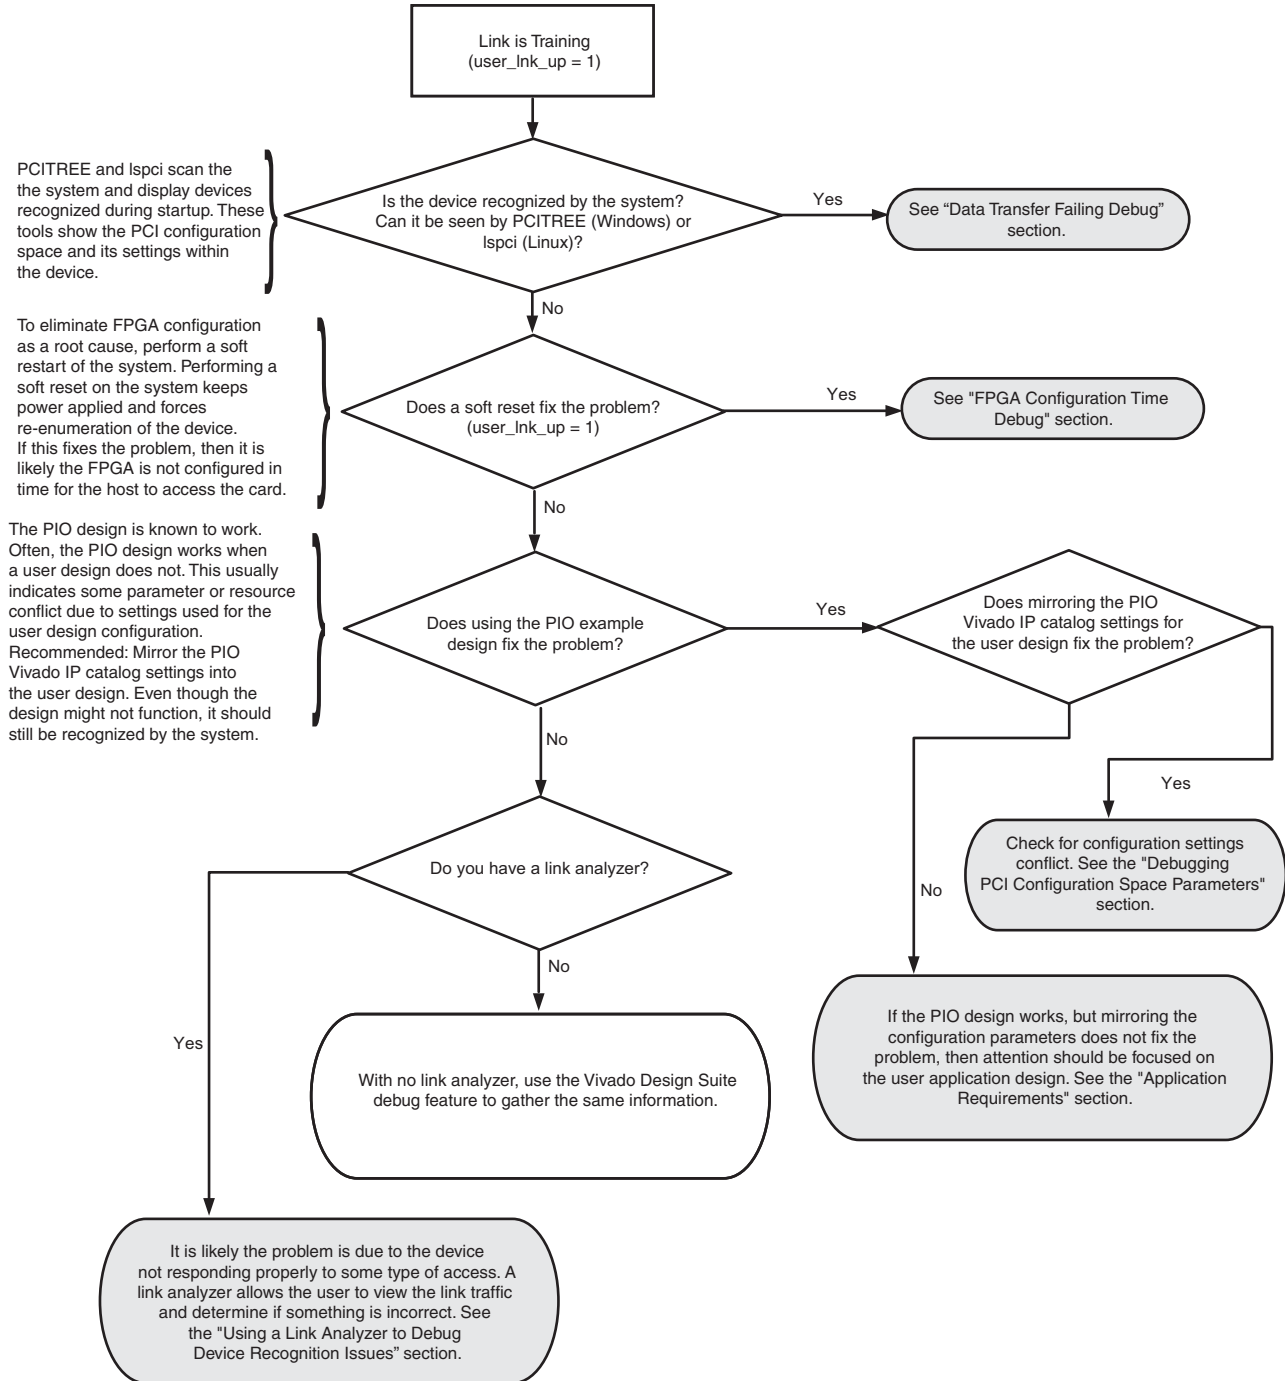 Link is Training
(user_lnk_up = 1)
PCITREE and lspci scan the
the system and display devices
recognized during startup. These
tools show the PCI configuration
space and its settings within
the device.
Is the device recognized by the system?
Can it be seen by PCITREE (Windows) or
lspci (Linux)?
Yes
See “Data Transfer Failing Debug”
section.
No
To eliminate FPGA configuration
as a root cause, perform a soft
restart of the system. Performing a
soft reset on the system keeps
power applied and forces
re-enumeration of the device.
If this fixes the problem, then it is
likely the FPGA is not configured in
time for the host to access the card.
Does a soft reset fix the problem?
(user_lnk_up = 1)
Yes
See "FPGA Configuration Time
Debug" section.
No
The PIO design is known to work.
Often, the PIO design works when
a user design does not. This usually
indicates some parameter or resource
conflict due to settings used for the
user design configuration.
Recommended: Mirror the PIO
Vivado IP catalog settings into
the user design. Even though the
design might not function, it should
still be recognized by the system.
Does using the PIO example
design fix the problem?
Yes
Does mirroring the PIO
Vivado IP catalog settings for
the user design fix the problem?
No
Yes
Do you have a link analyzer?
Check for configuration settings
conflict. See the "Debugging
PCI Configuration Space Parameters"
section.
No
No
Yes
With no link analyzer, use the Vivado Design Suite
debug feature to gather the same information.
If the PIO design works, but mirroring the
configuration parameters does not fix the
problem, then attention should be focused on
the user application design. See the "Application
Requirements" section.
It is likely the problem is due to the device
not responding properly to some type of access. A
link analyzer allows the user to view the link traffic
and determine if something is incorrect. See
the "Using a Link Analyzer to Debug
Device Recognition Issues” section.